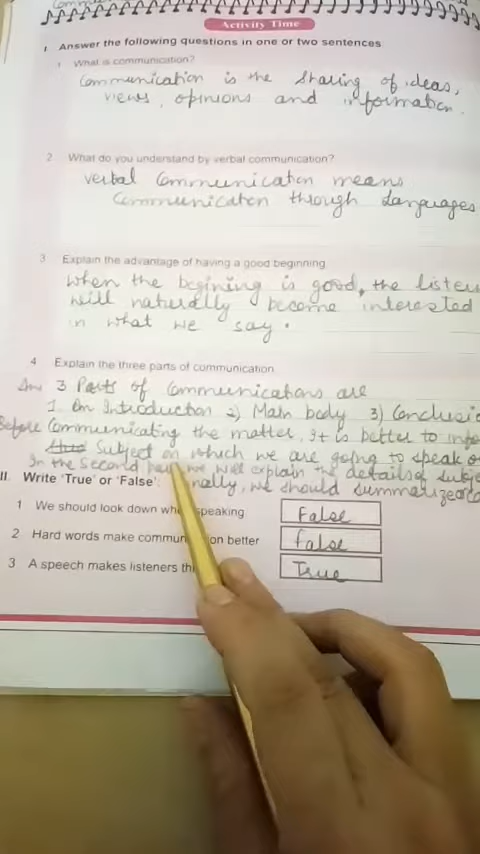 Activity Time
I Answer the following questions in one or two sentences
1 What is communication?
Communication is the sharing of ideas,
views, opinions and information.
2 What do you understand by verbal communication?
verbal Communication means
Communication through Languages
3 Explain the advantage of having a good beginning
when the begining is good, the listen
will naturally become interested
in what we say.
4 Explain the three parts of communication
Ans 3 Parts of Communications are
1. An Introduction 2) Main body 3) Conclusio
Before Communicating the matter, it is better to info
Subject on which we are going to speak
In the Second we will explain the details of subje
II. Write 'True' or 'False': nally, we should summarize
1 We should look down speaking False
2 Hard words make commun on better False
3 A speech makes listeners True